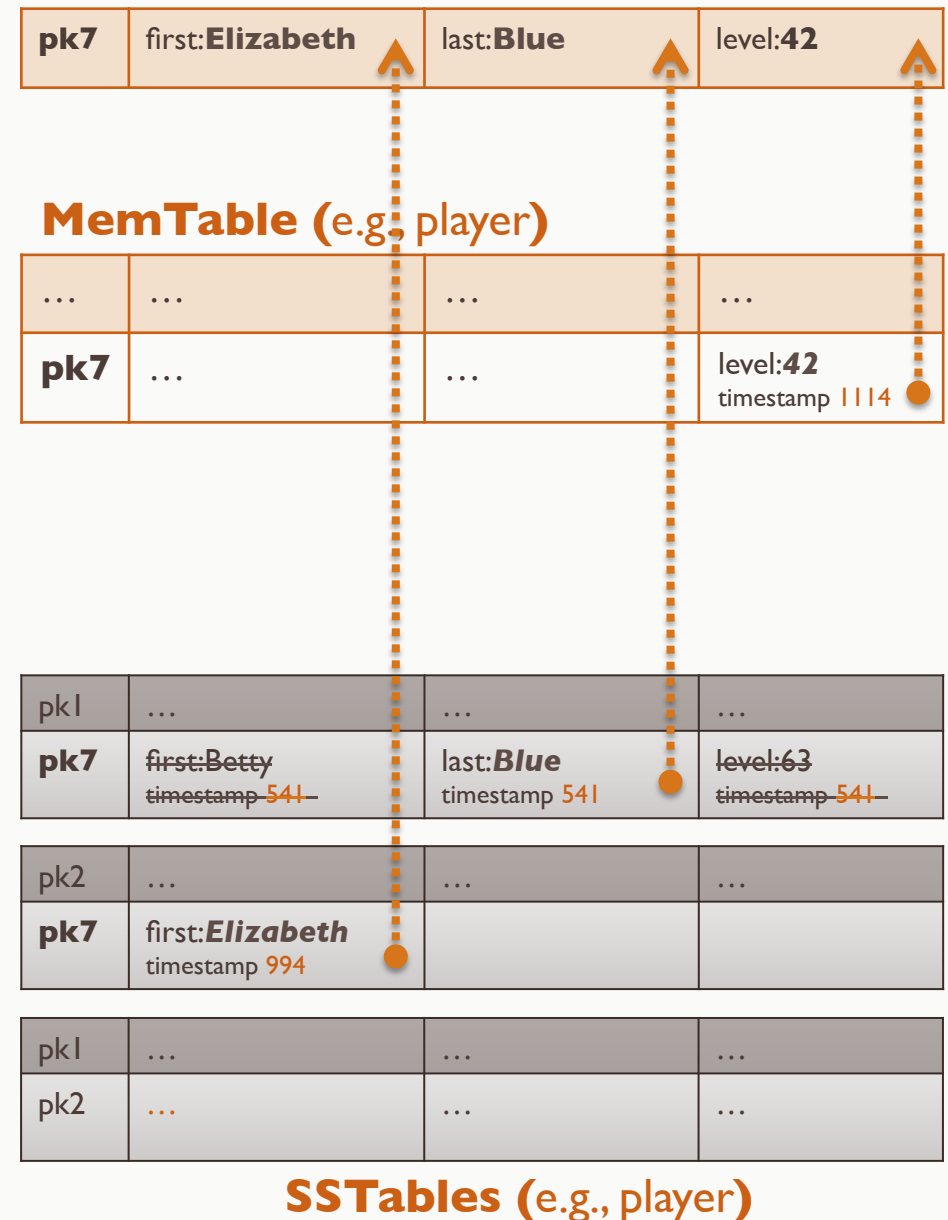 pk7 first:Elizabeth last:Blue level:42
MemTable (e.g., player)
… … … …
pk7 … … level:42
timestamp 1114
pk1 … … …
pk7 first:Betty last:Blue level:63
timestamp 541 timestamp 541 timestamp 541
pk2 … … …
pk7 first:Elizabeth
timestamp 994
pk1 … … …
pk2 … … …
SSTables (e.g., player)